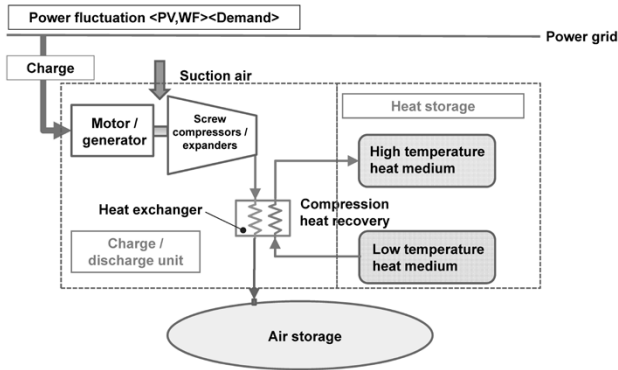 Power fluctuation <PV,WF><Demand>
Power grid
Charge
Suction air
Motor /
generator
Screw
compressors /
expanders
Heat storage
High temperature
heat medium
Heat exchanger
Compression
heat recovery
Charge /
discharge unit
Low temperature
heat medium
Air storage